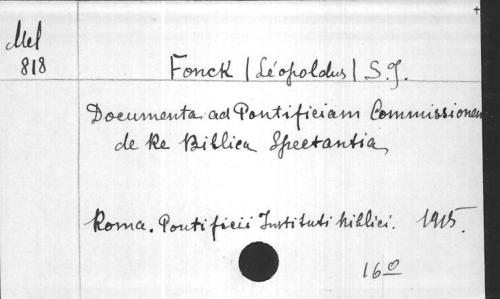 Mel
818
Fonck (Léopoldus) S.J.
Documenta ad Pontificiam Commissionem
de Re Biblica Spectantia
Roma. Pontificii Instituti biblici. 1915.
16º